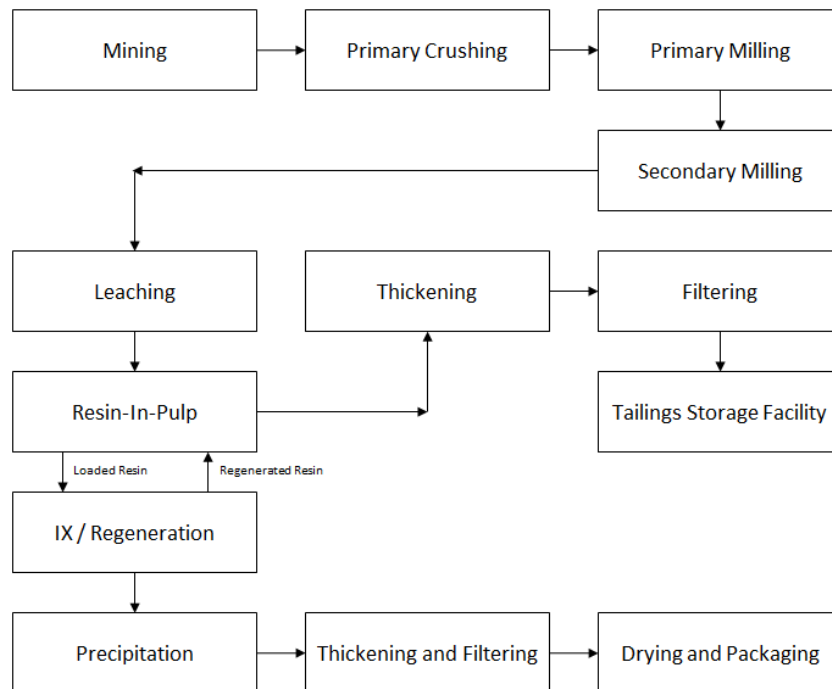 Mining
Primary Crushing
Primary Milling
Secondary Milling
Leaching
Thickening
Filtering
Resin-In-Pulp
Tailings Storage Facility
Loaded Resin
Regenerated Resin
IX / Regeneration
Precipitation
Thickening and Filtering
Drying and Packaging